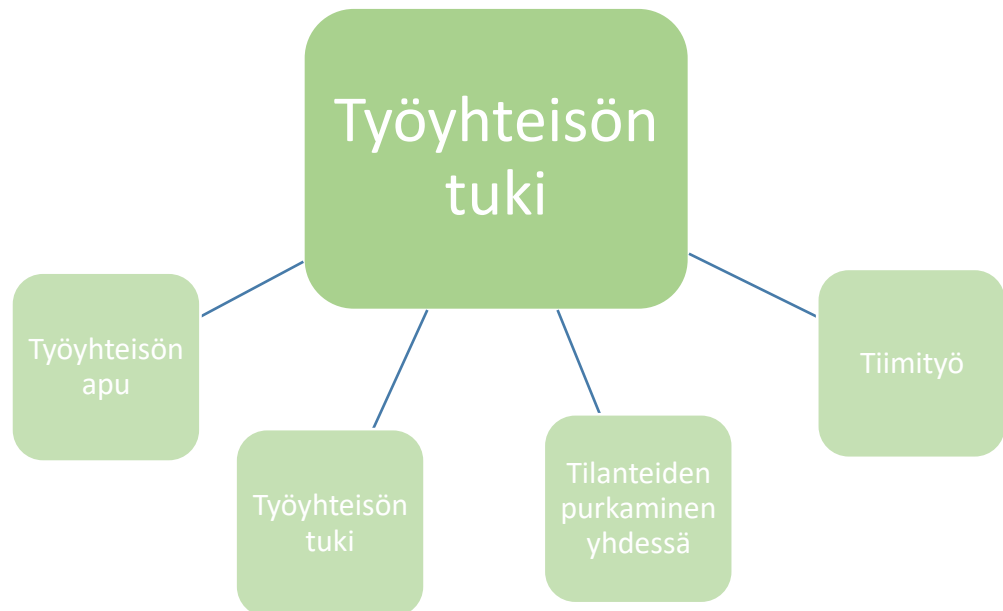 Työyhteisön
tuki
Työyhteisön
apu
Työyhteisön
tuki
Tilanteiden
purkaminen
yhdessä
Tiimityö